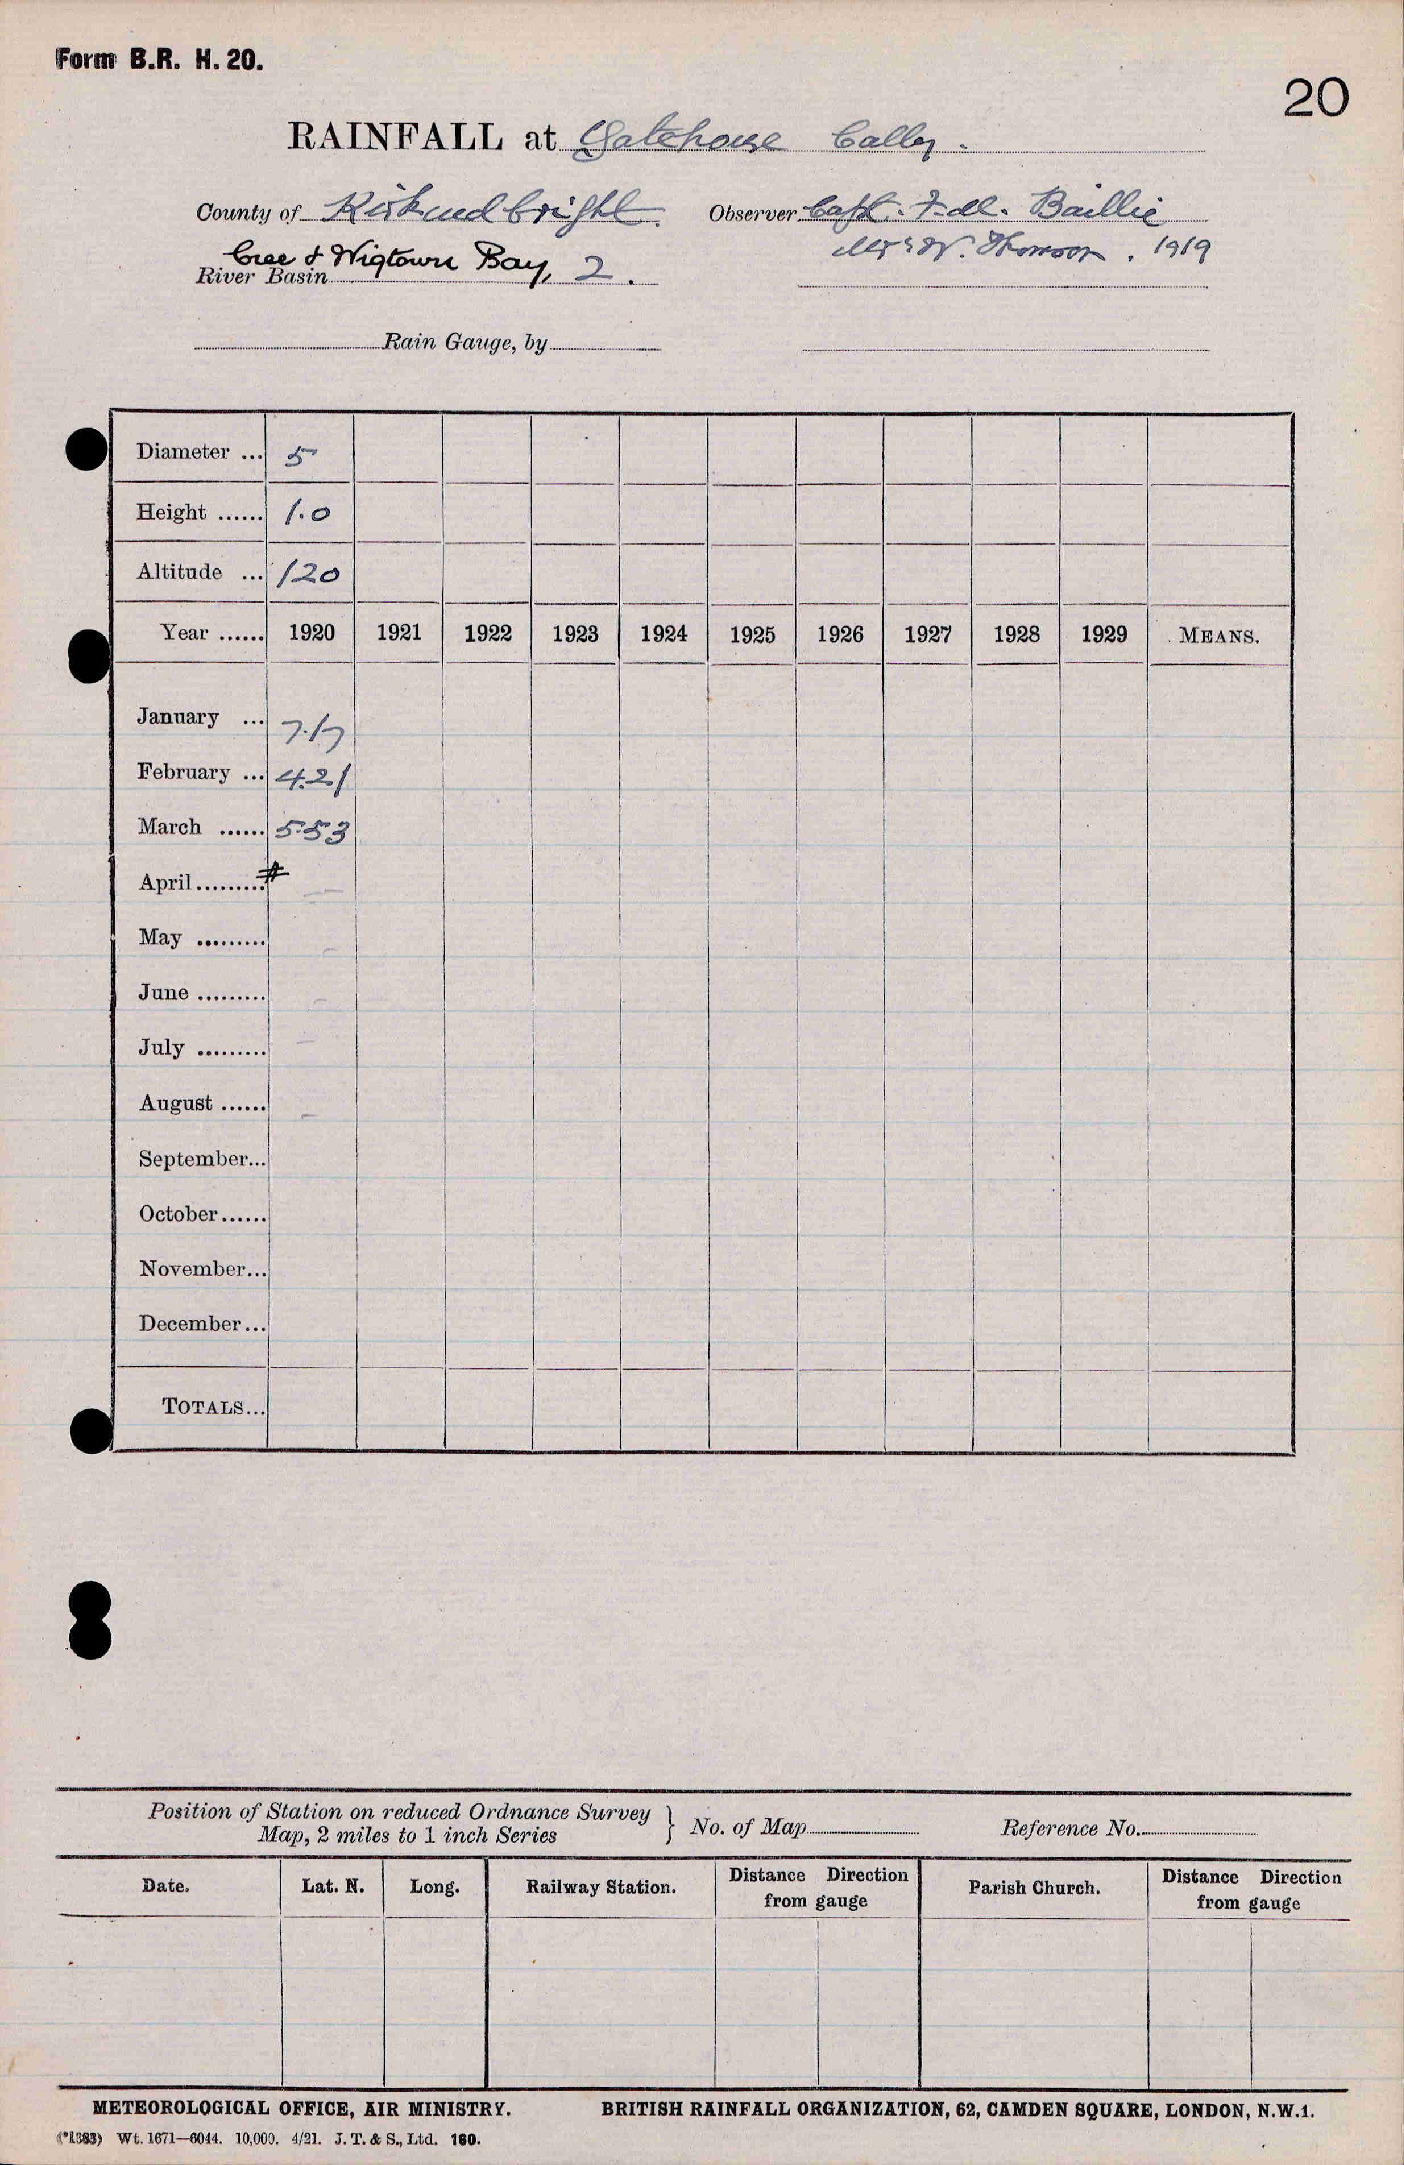 Form B.R. H. 20.
20
RAINFALL at Gatehouse Cally.
County of Kirkcudbright. Observer Capt. F. M. Baillie
Cree & Wigtown Bay, 2. W. Thomson. 1919
River Basin
Rain Gauge, by
Diameter ... 5
Height ...... 1.0
Altitude ... 120
Year ...... 1920 1921 1922 1923 1924 1925 1926 1927 1928 1929 MEANS.
January ... 7.17
February ... 4.21
March ...... 5.53
April.........
May .........
June .........
July .........
August ......
September...
October......
November...
December...
TOTALS...
Position of Station on reduced Ordnance Survey
Map, 2 miles to 1 inch Series } No. of Map Reference No.
Date. Lat. N. Long. Railway Station. Distance Direction from gauge Parish Church. Distance Direction from gauge
METEOROLOGICAL OFFICE, AIR MINISTRY. BRITISH RAINFALL ORGANIZATION, 62, CAMDEN SQUARE, LONDON, N.W.1.
(*1383) Wt. 1671—6044. 10,000. 4/21. J. T. & S., Ltd. 160.